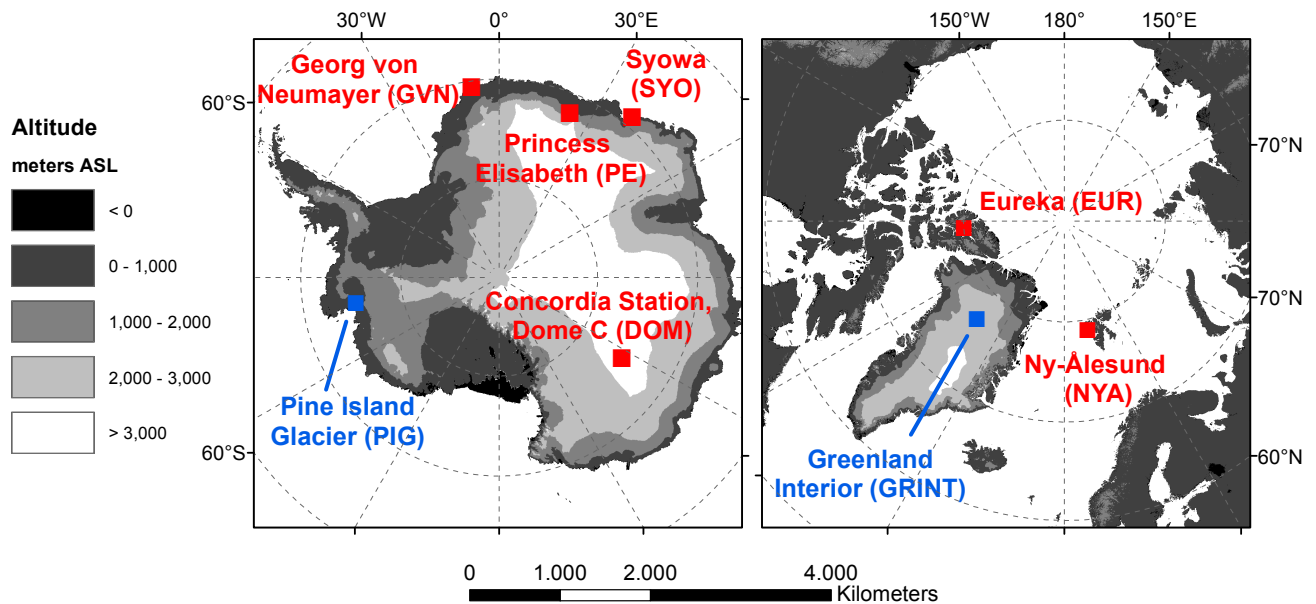 30°W
0°
30°E
150°W
180°
150°E
Georg von
Neumayer (GVN)
Syowa
(SYO)
60°S
Princess
Elisabeth (PE)
Altitude
meters ASL
< 0
0 - 1,000
1,000 - 2,000
2,000 - 3,000
> 3,000
Concordia Station,
Dome C (DOM)
Pine Island
Glacier (PIG)
60°S
70°N
Eureka (EUR)
70°N
Ny-Ålesund
(NYA)
Greenland
Interior (GRINT)
60°N
0
1.000
2.000
4.000
Kilometers